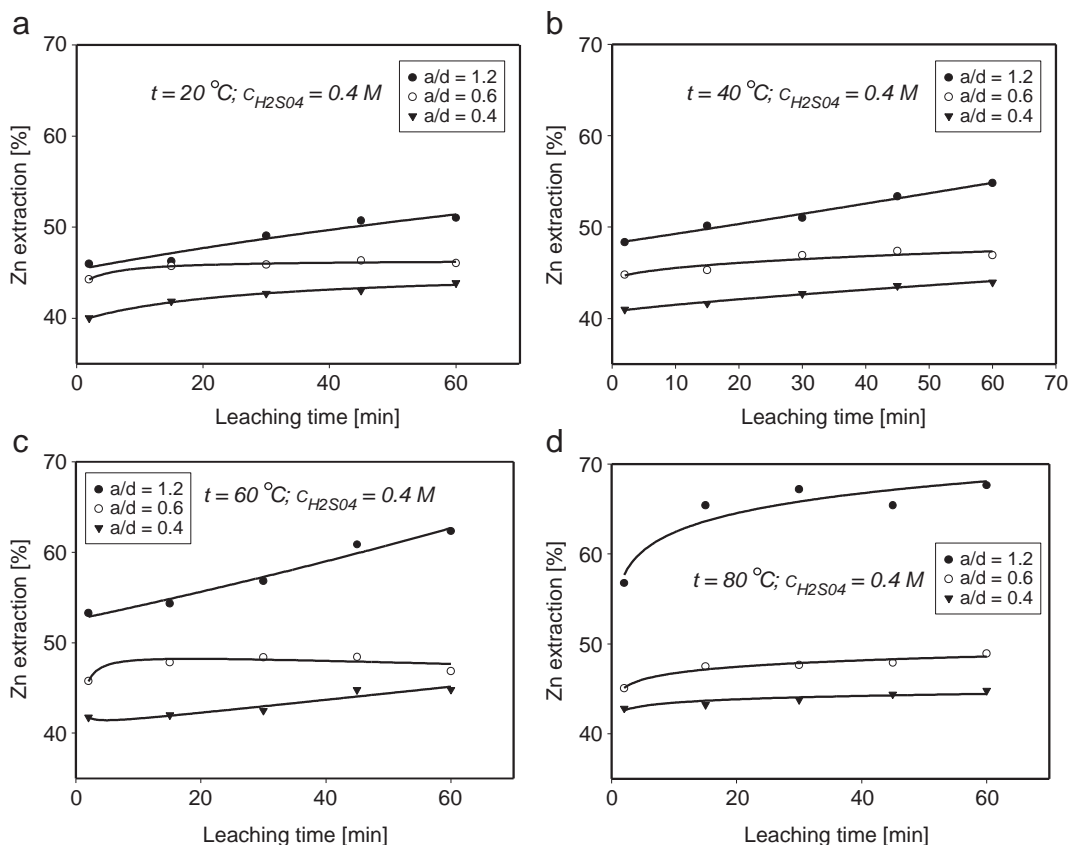 a
70
60
50
40
Zn extraction [%]
t = 20 °C; cH2S04 = 0.4 M
a/d = 1.2
a/d = 0.6
a/d = 0.4
0 20 40 60
Leaching time [min]
b
70
60
50
40
Zn extraction [%]
t = 40 °C; cH2S04 = 0.4 M
a/d = 1.2
a/d = 0.6
a/d = 0.4
0 10 20 30 40 50 60 70
Leaching time [min]
c
70
60
50
40
Zn extraction [%]
a/d = 1.2
a/d = 0.6
a/d = 0.4
t = 60 °C; cH2S04 = 0.4 M
0 20 40 60
Leaching time [min]
d
70
60
50
40
Zn extraction [%]
t = 80 °C; cH2S04 = 0.4 M
a/d = 1.2
a/d = 0.6
a/d = 0.4
0 20 40 60
Leaching time [min]